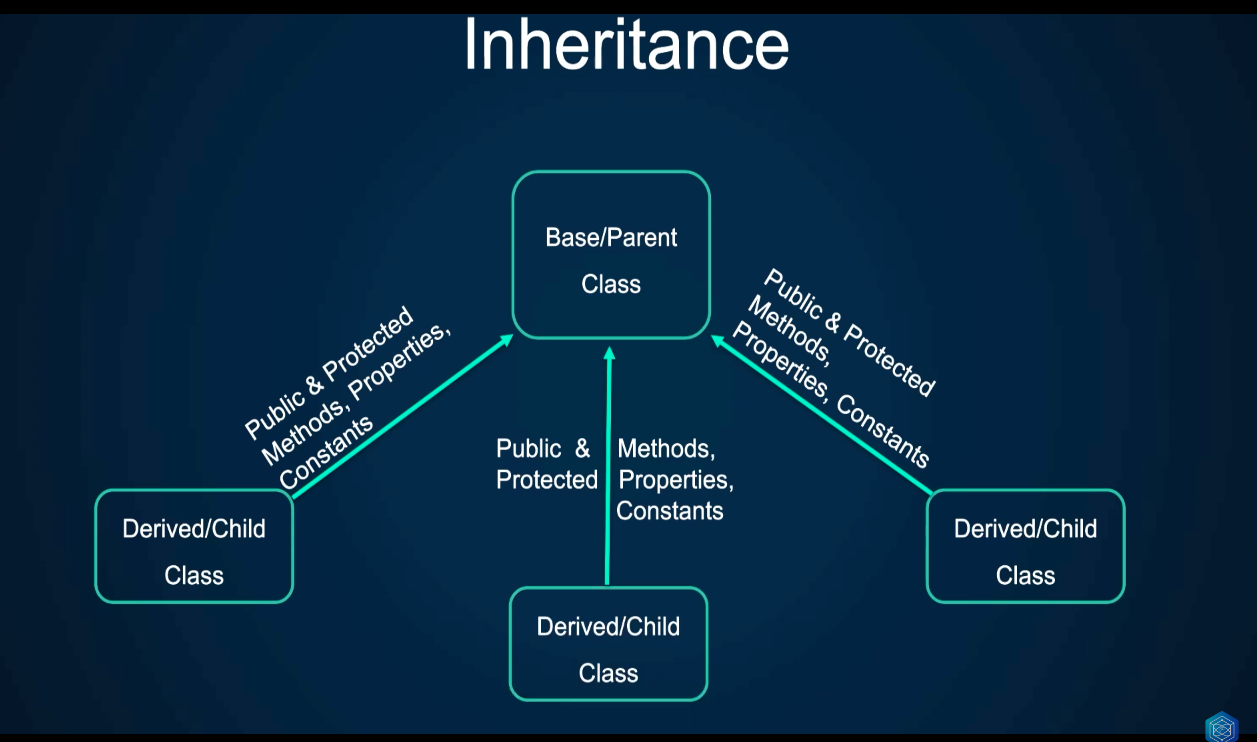 Inheritance
Base/Parent
Class
Public & Protected
Methods, Properties,
Constants
Public & Protected
Methods,
Properties, Constants
Public &
Protected
Methods,
Properties,
Constants
Derived/Child
Class
Derived/Child
Class
Derived/Child
Class